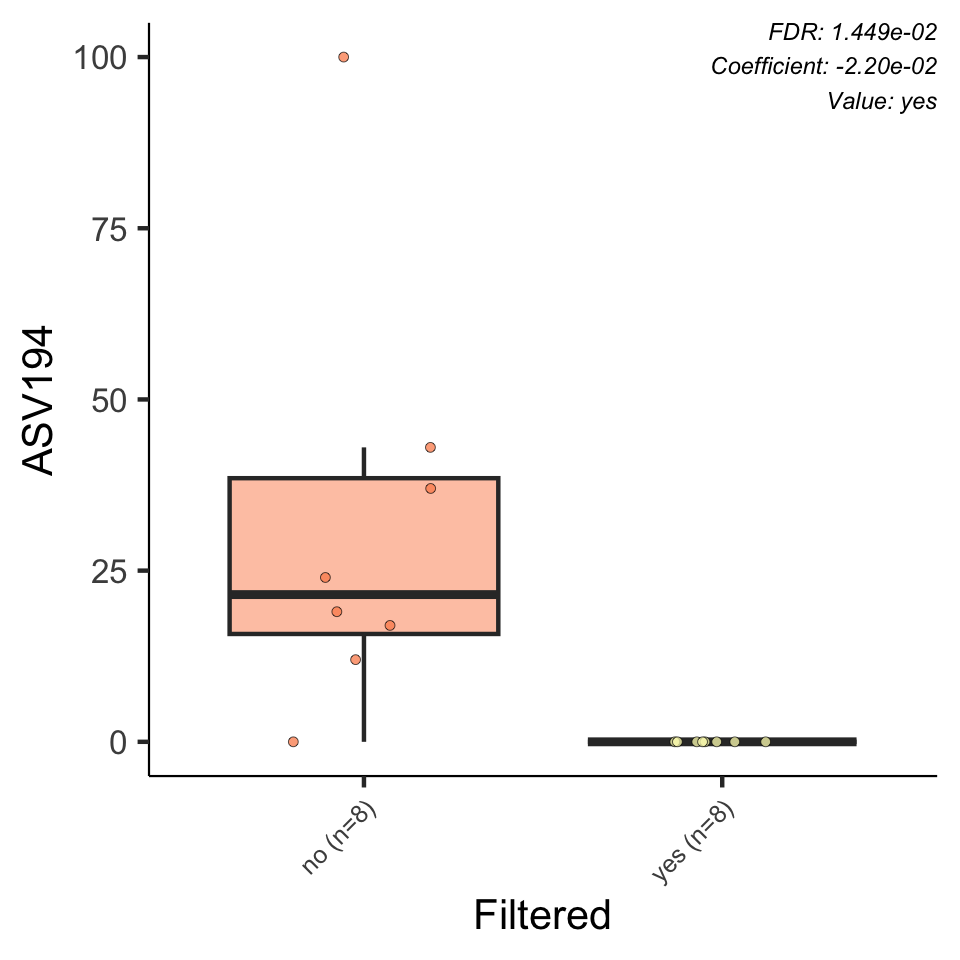 FDR: 1.449e-02
Coefficient: -2.20e-02
Value: yes
100
75
50
25
0
ASV194
no (n=8)
yes (n=8)
Filtered